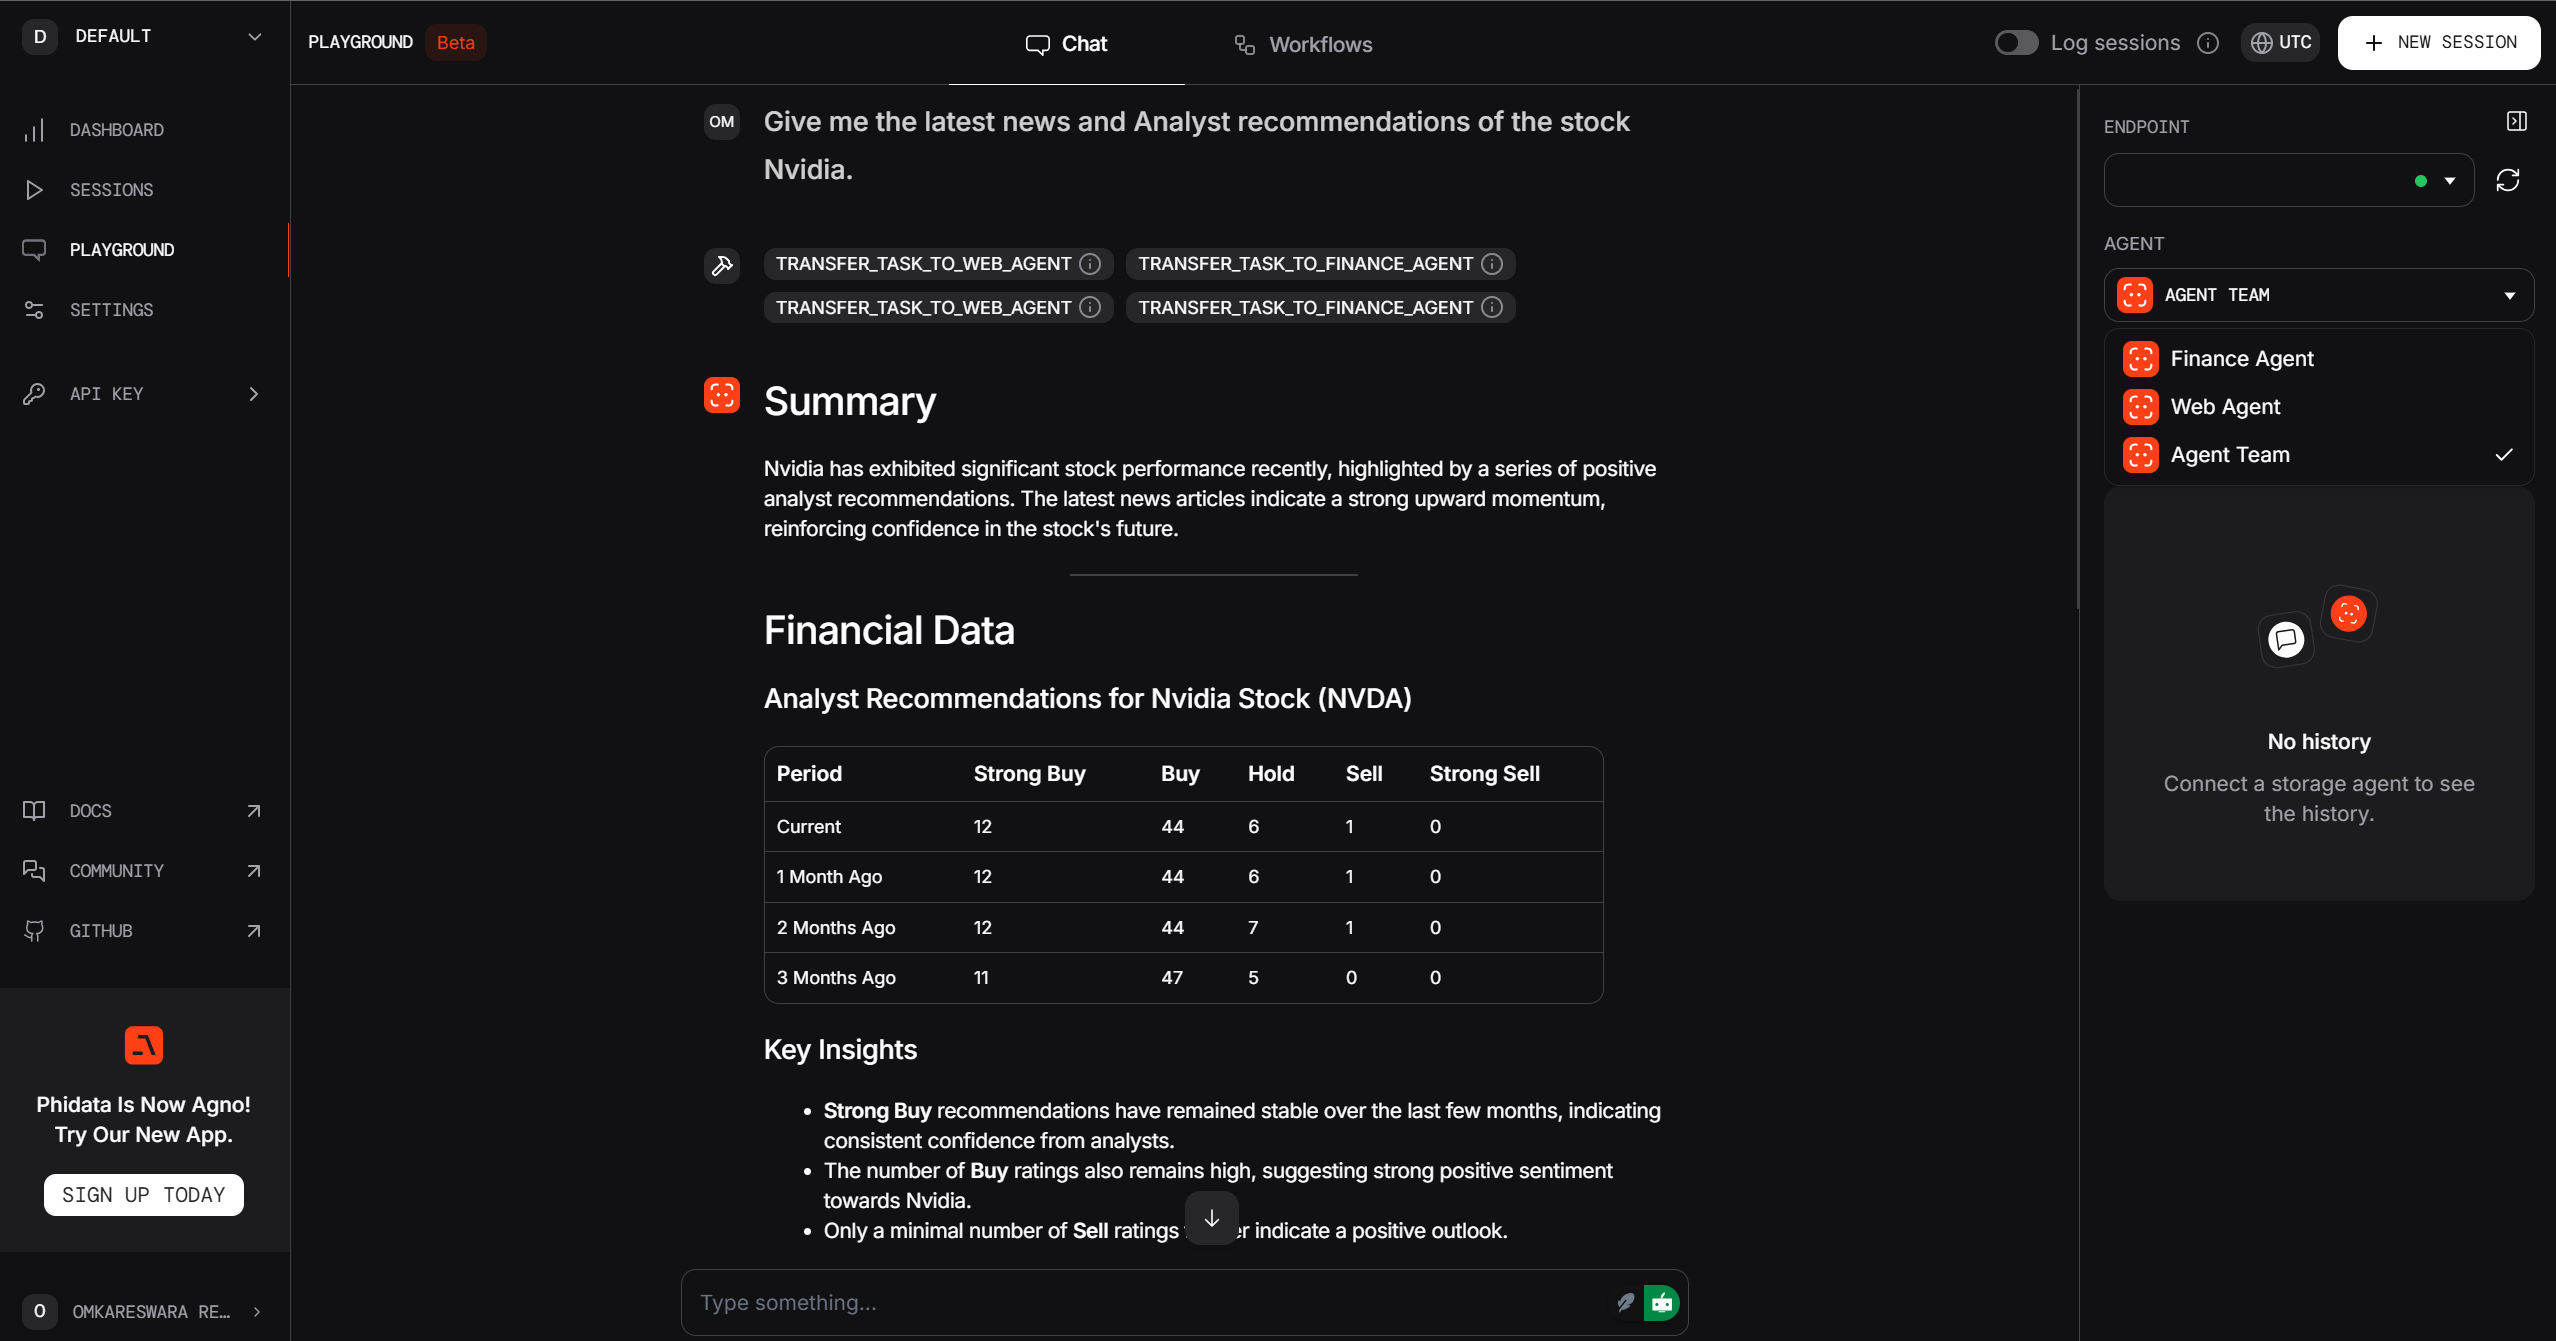 D DEFAULT
DASHBOARD
SESSIONS
PLAYGROUND
SETTINGS
API KEY
DOCS
COMMUNITY
GITHUB
Phidata Is Now Agno!
Try Our New App.
SIGN UP TODAY
O OMKARESWARA RE...
PLAYGROUND Beta
Chat
Workflows
Log sessions
UTC
+ NEW SESSION
OM
Give me the latest news and Analyst recommendations of the stock
Nvidia.
TRANSFER_TASK_TO_WEB_AGENT TRANSFER_TASK_TO_FINANCE_AGENT
TRANSFER_TASK_TO_WEB_AGENT TRANSFER_TASK_TO_FINANCE_AGENT
Summary
Nvidia has exhibited significant stock performance recently, highlighted by a series of positive
analyst recommendations. The latest news articles indicate a strong upward momentum,
reinforcing confidence in the stock's future.
Financial Data
Analyst Recommendations for Nvidia Stock (NVDA)
Period Strong Buy Buy Hold Sell Strong Sell
Current 12 44 6 1 0
1 Month Ago 12 44 6 1 0
2 Months Ago 12 44 7 1 0
3 Months Ago 11 47 5 0 0
Key Insights
• Strong Buy recommendations have remained stable over the last few months, indicating
consistent confidence from analysts.
• The number of Buy ratings also remains high, suggesting strong positive sentiment
towards Nvidia.
• Only a minimal number of Sell ratings indicate a positive outlook.
Type something...
ENDPOINT
AGENT
AGENT TEAM
Finance Agent
Web Agent
Agent Team
No history
Connect a storage agent to see
the history.